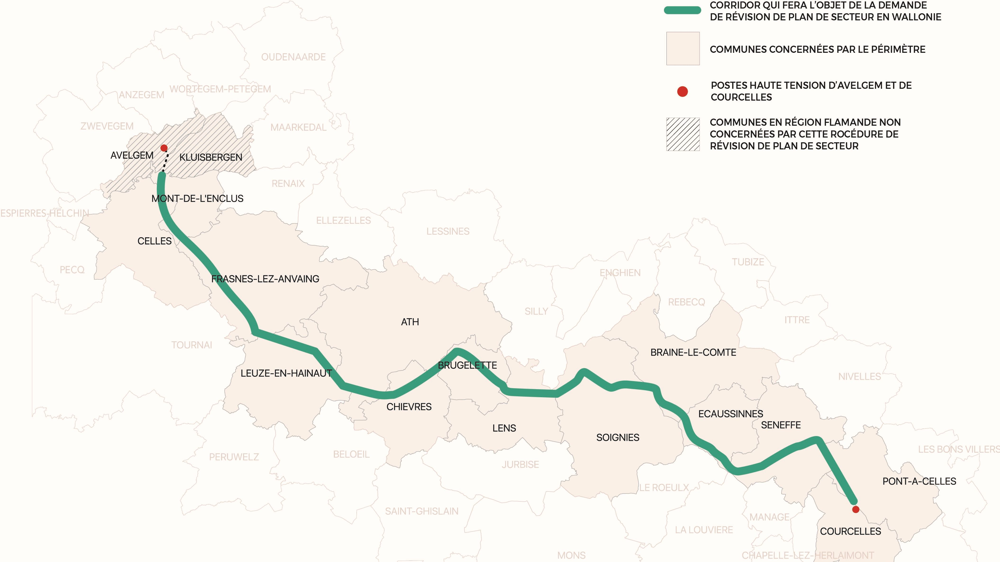 CORRIDOR QUI FERA L'OBJET DE LA DEMANDE
DE RÉVISION DE PLAN DE SECTEUR EN WALLONIE
COMMUNES CONCERNÉES PAR LE PÉRIMÈTRE
POSTES HAUTE TENSION D'AVELGEM ET DE
COURCELLES
COMMUNES EN RÉGION FLAMANDE NON
CONCERNÉES PAR CETTE ROCÉDURE DE
RÉVISION DE PLAN DE SECTEUR
OUDENAARDE
WORTEGEM-PETEGEM
ANZEGEM
ZWEVEGEM
MAARKEDAL
AVELGEM
KLUISBERGEN
RENAIX
MONT-DE-L'ENCLUS
ESPIERRES-HELCHIN
ELLEZELLES
LESSINES
CELLES
PECQ
FRASNES-LEZ-ANVAING
ENGHIEN
TUBIZE
REBECQ
SILLY
ITTRE
ATH
TOURNAI
BRAINE-LE-COMTE
BRUGELETTE
LEUZE-EN-HAINAUT
NIVELLES
CHIEVRES
ECAUSSINNES
SENEFFE
LENS
SOIGNIES
LES BONS VILLERS
PERUWELZ
BELOEIL
JURBISE
PONT-A-CELLES
LE ROEULX
SAINT-GHISLAIN
MANAGE
LA LOUVIERE
COURCELLES
MONS
CHAPELLE-LEZ-HERLAIMONT